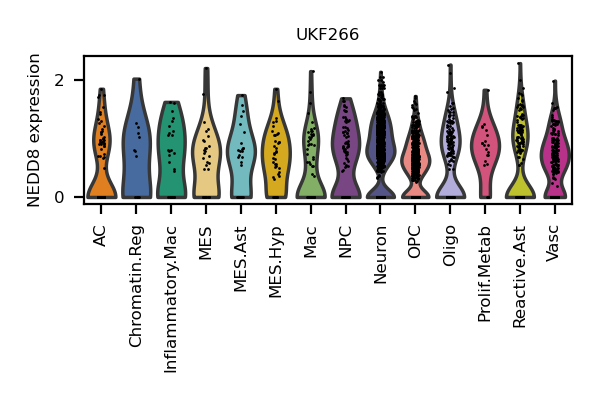 UKF266
NEDD8 expression
2
0
AC
Chromatin.Reg
Inflammatory.Mac
MES
MES.Ast
MES.Hyp
Mac
NPC
Neuron
OPC
Oligo
Prolif.Metab
Reactive.Ast
Vasc